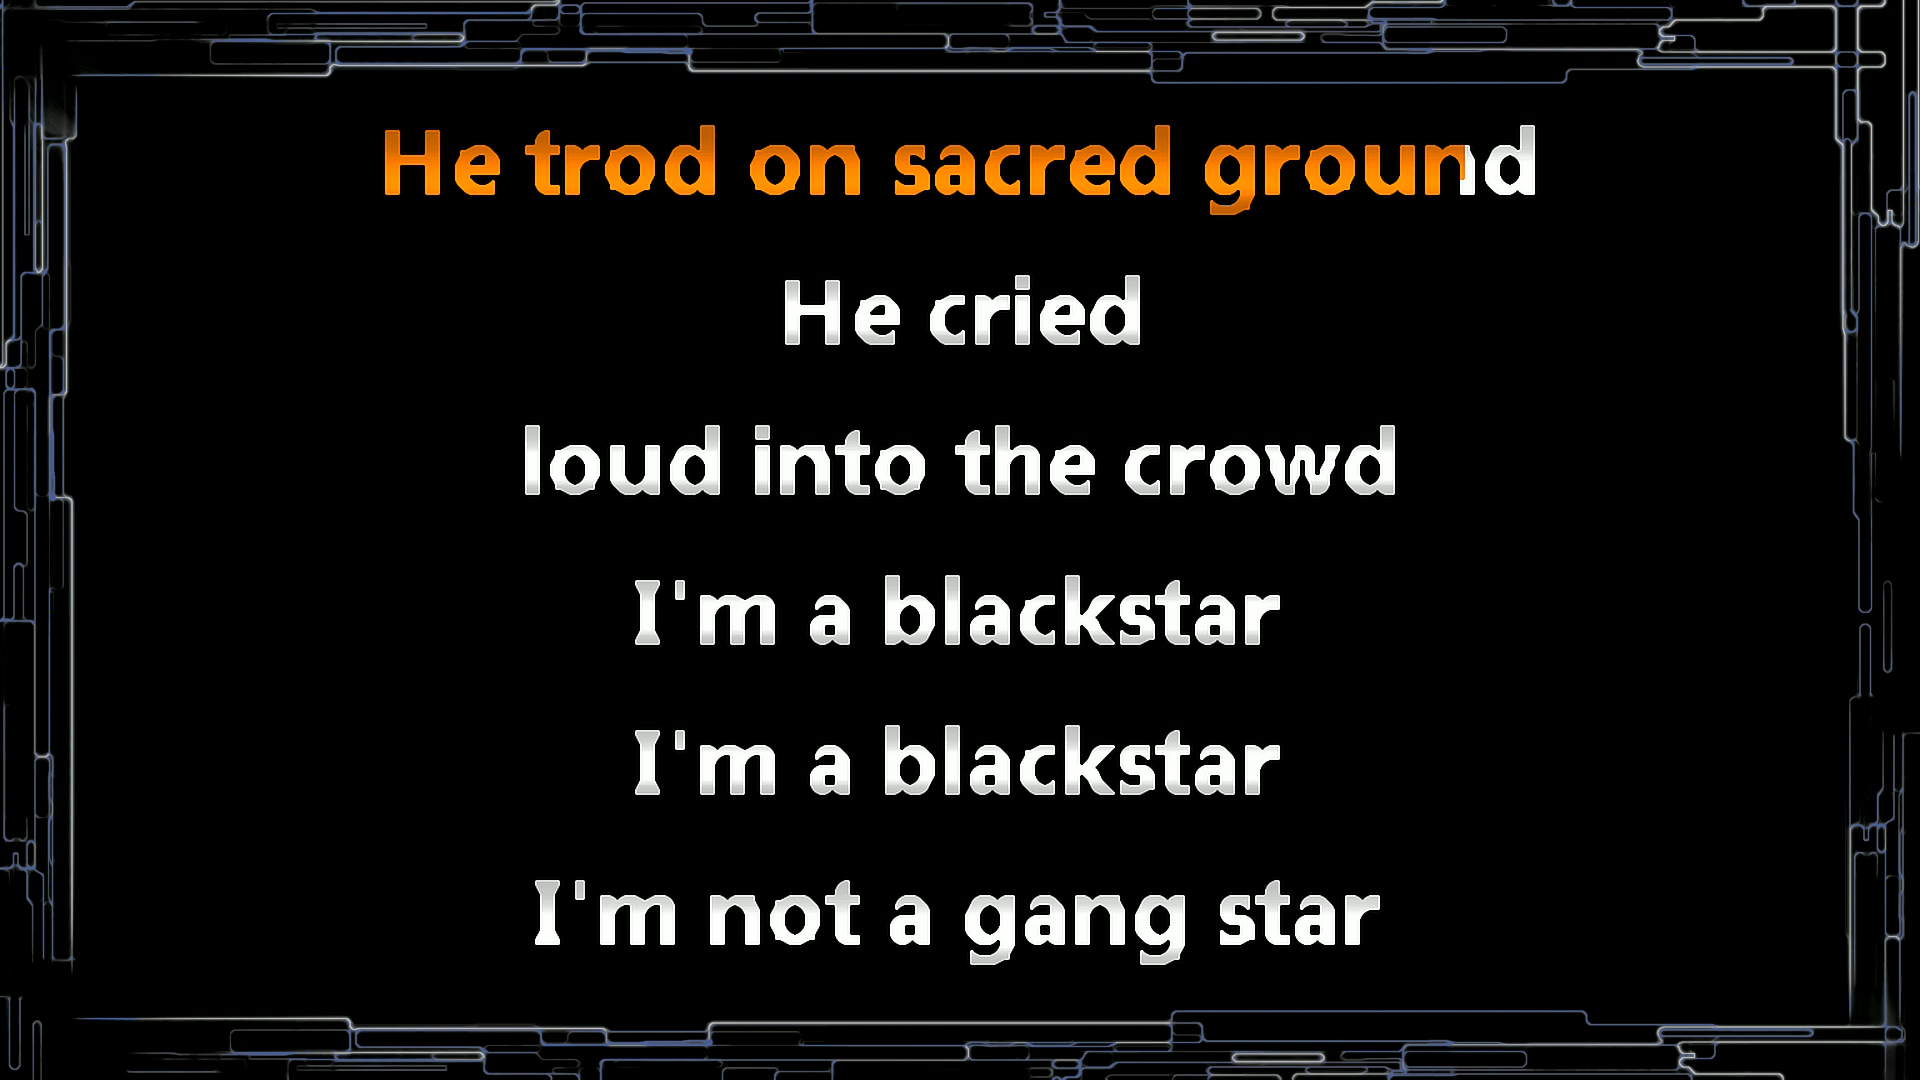 He trod on sacred ground
He cried
loud into the crowd
I'm a blackstar
I'm a blackstar
I'm not a gang star